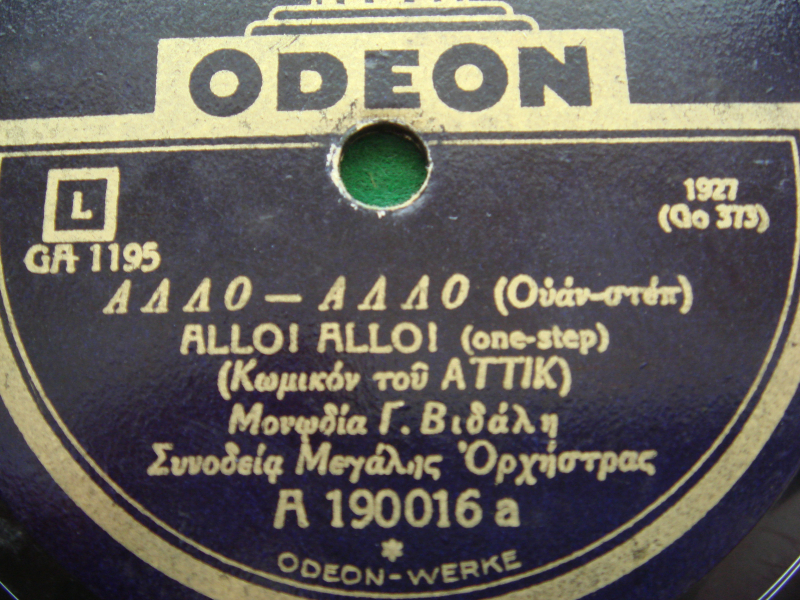 ODEON
L
1927
(Go 373)
GA 1195
ΑΛΛΟ — ΑΛΛΟ (Οὐάν-στέπ)
ALLO! ALLO! (one-step)
(Κωμικόν τοῦ ΑΤΤΙΚ)
Μονῳδία Γ. Βιδάλη
Συνοδείᾳ Μεγάλης Ὀρχήστρας
A 190016 a
*
ODEON-WERKE